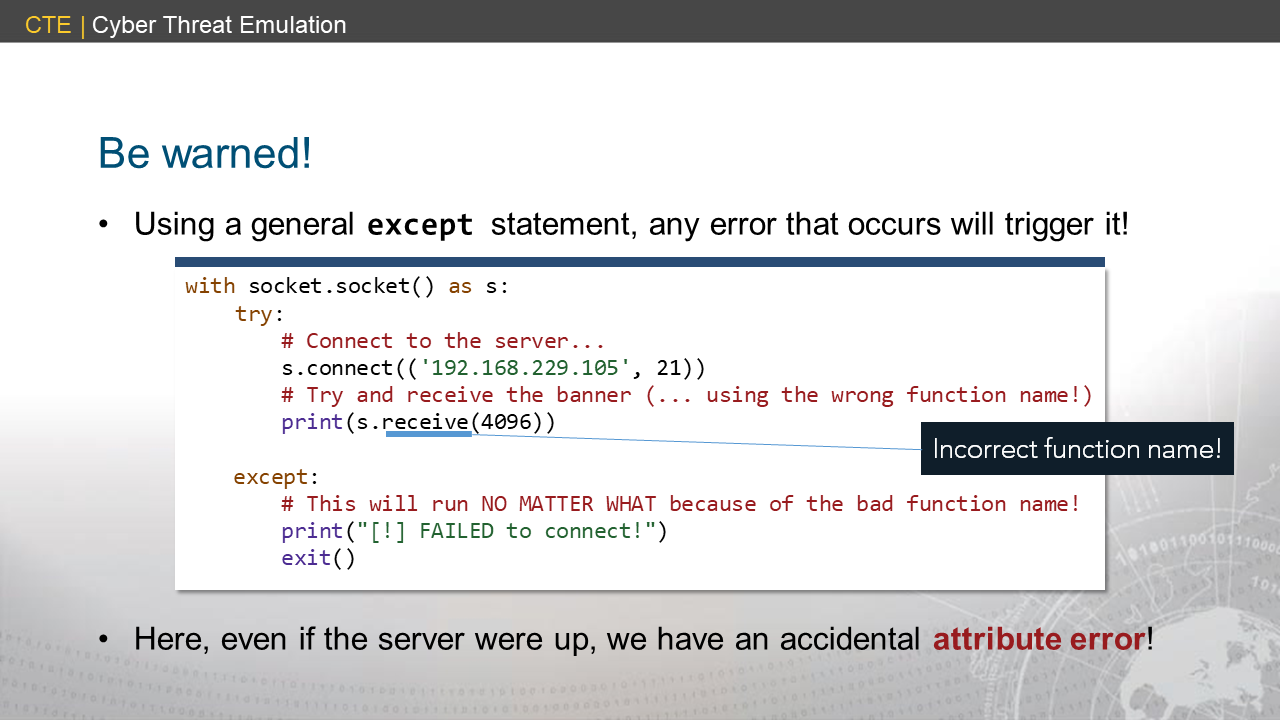 CTE | Cyber Threat Emulation
Be warned!
• Using a general except statement, any error that occurs will trigger it!
with socket.socket() as s:
try:
# Connect to the server...
s.connect(('192.168.229.105', 21))
# Try and receive the banner (... using the wrong function name!)
print(s.receive(4096))
Incorrect function name!
except:
# This will run NO MATTER WHAT because of the bad function name!
print("[!] FAILED to connect!")
exit()
• Here, even if the server were up, we have an accidental attribute error!